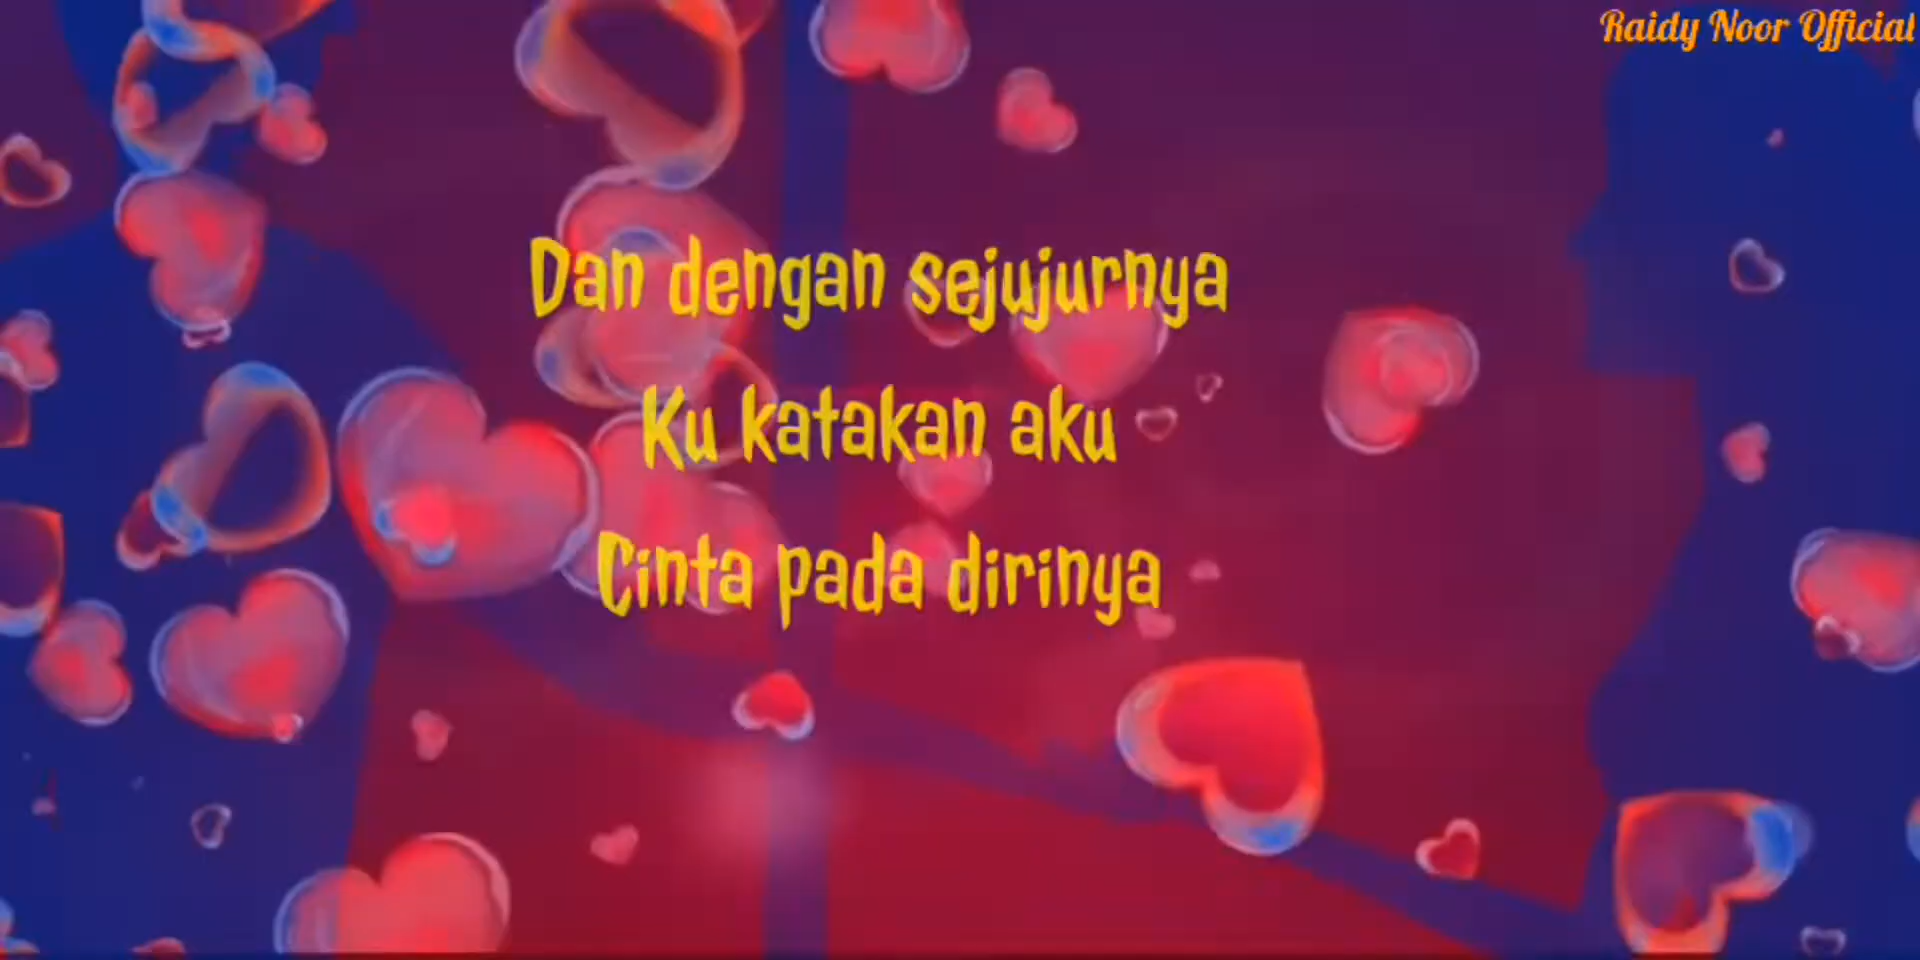 Raidy Noor Official
Dan dengan sejujurnya
Ku katakan aku
Cinta pada dirinya